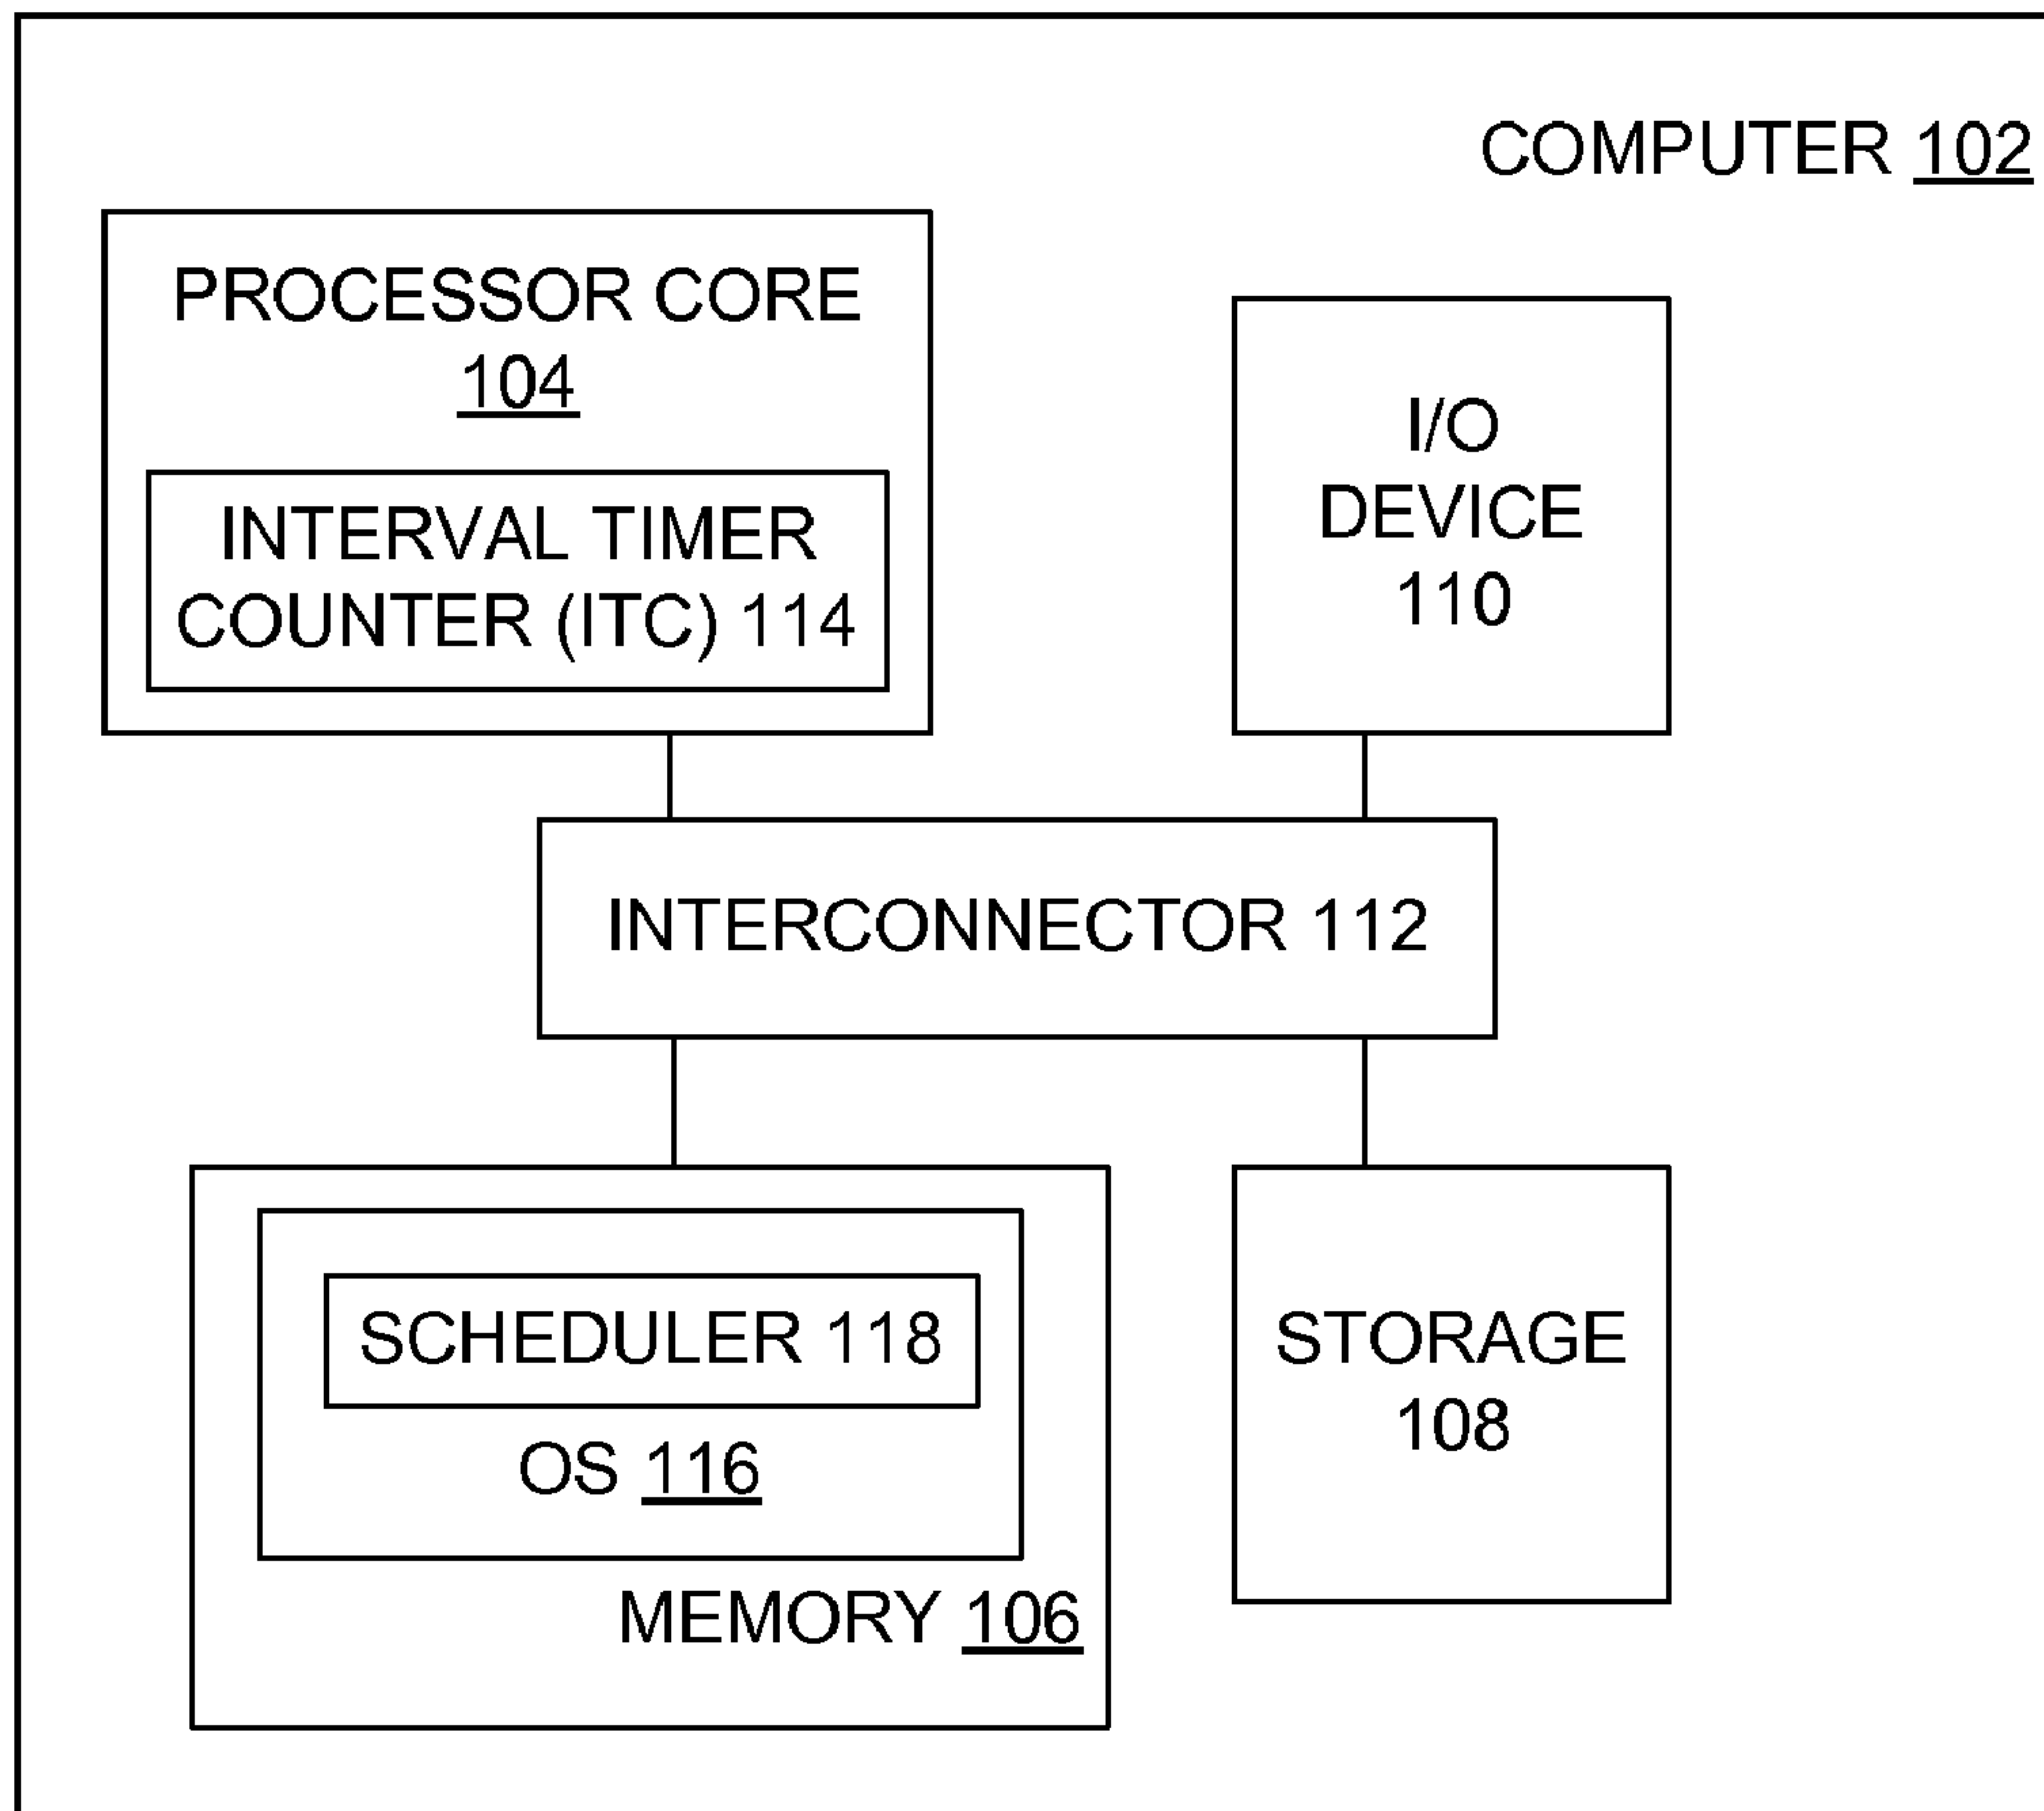 COMPUTER 102
PROCESSOR CORE
104
INTERVAL TIMER
COUNTER (ITC) 114
I/O
DEVICE
110
INTERCONNECTOR 112
SCHEDULER 118
OS 116
MEMORY 106
STORAGE
108